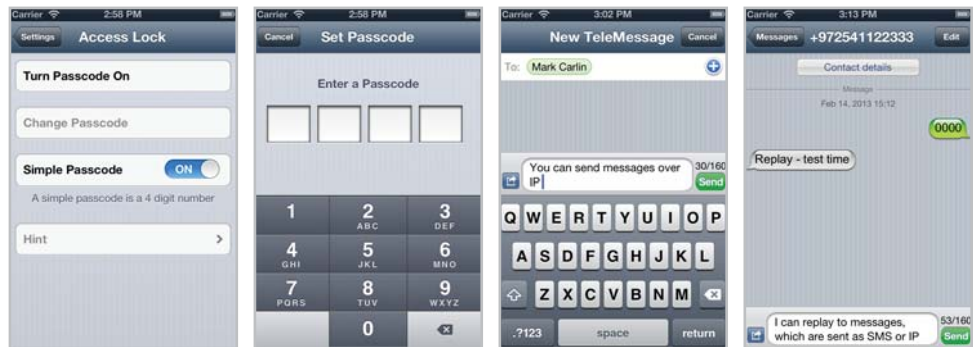 Carrier 2:58 PM
Settings Access Lock
Turn Passcode On
Change Passcode
Simple Passcode ON
A simple passcode is a 4 digit number
Hint
Carrier 2:58 PM
Cancel Set Passcode
Enter a Passcode
1 2 3
ABC DEF
4 5 6
GHI JKL MNO
7 8 9
PQRS TUV WXYZ
0
Carrier 3:02 PM
New TeleMessage Cancel
To: Mark Carlin
You can send messages over 30/160
IP Send
Q W E R T Y U I O P
A S D F G H J K L
Z X C V B N M
.?123 space return
Carrier 3:13 PM
Messages +972541122333 Edit
Contact details
Message
Feb 14, 2013 15:12
0000
Replay - test time
I can replay to messages, 53/160
which are sent as SMS or IP Send